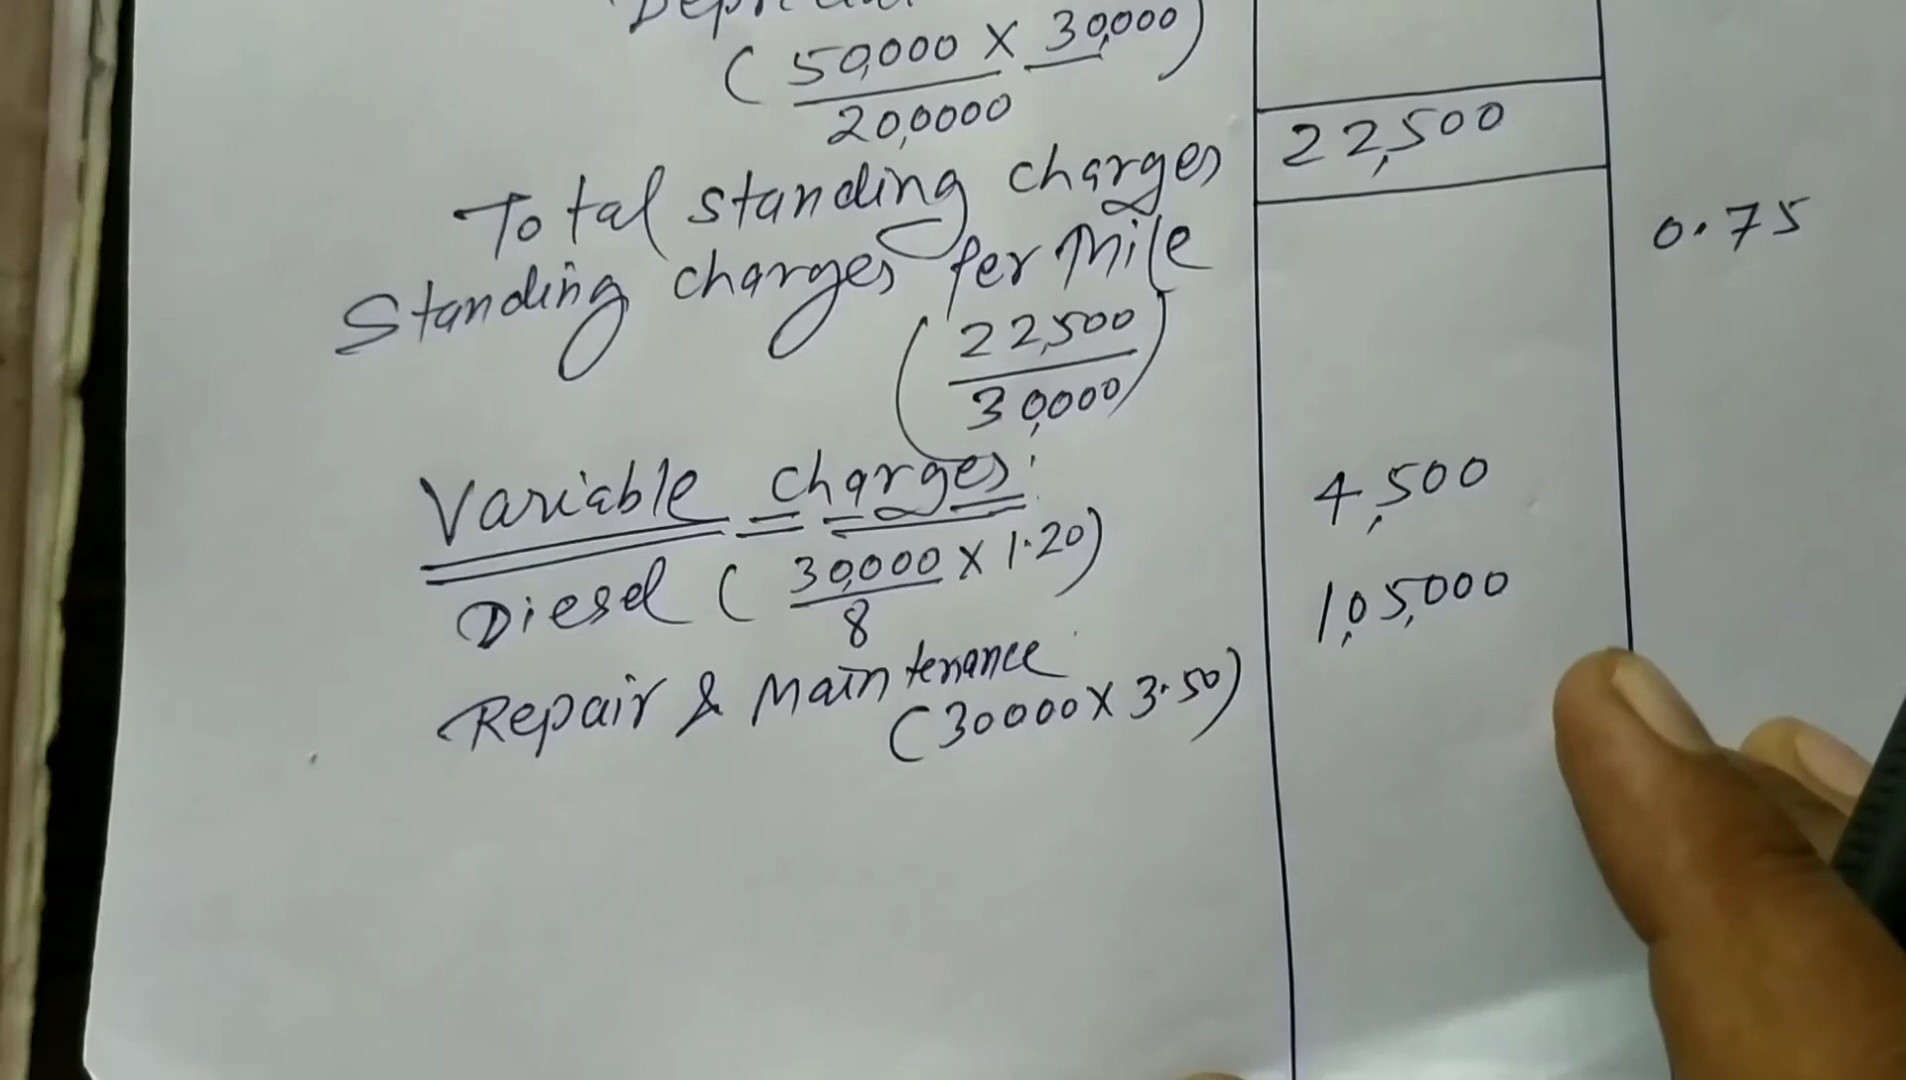 (50,000 X 30,000)
20,0000
Total standing charges 22,500
Standing charges per mile 0.75
(22,500
30,000)
Variable charges:
Diesel (30,000 X 1.20) 4,500
8
Repair & Maintenance 1,05,000
(30000 X 3.50)